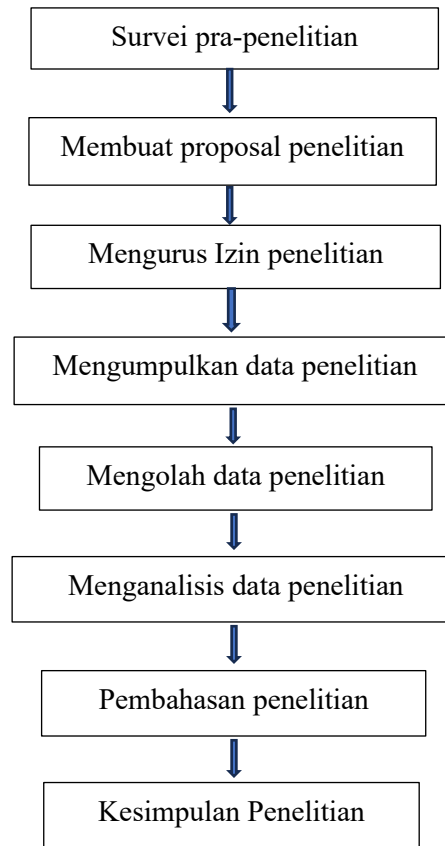 Survei pra-penelitian
Membuat proposal penelitian
Mengurus Izin penelitian
Mengumpulkan data penelitian
Mengolah data penelitian
Menganalisis data penelitian
Pembahasan penelitian
Kesimpulan Penelitian